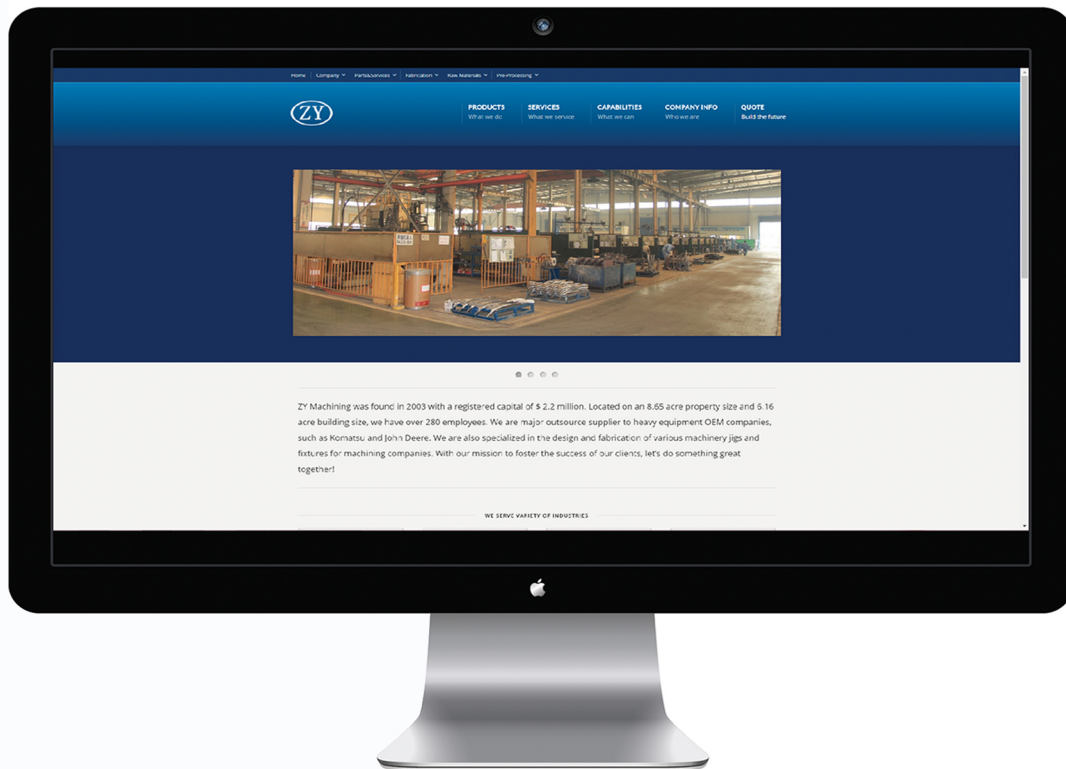 Home Company Parts&Services Fabrication Raw Materials Pre-Processing
ZY
PRODUCTS SERVICES CAPABILITIES COMPANY INFO QUOTE
What we do What we service What we can Who we are Build the future
ZY Machining was found in 2003 with a registered capital of $ 2.2 million. Located on an 8.65 acre property size and 6.16
acre building size, we have over 280 employees. We are major outsource supplier to heavy equipment OEM companies,
such as Komatsu and John Deere. We are also specialized in the design and fabrication of various machinery jigs and
fixtures for machining companies. With our mission to foster the success of our clients, let's do something great
together!
WE SERVE VARIETY OF INDUSTRIES